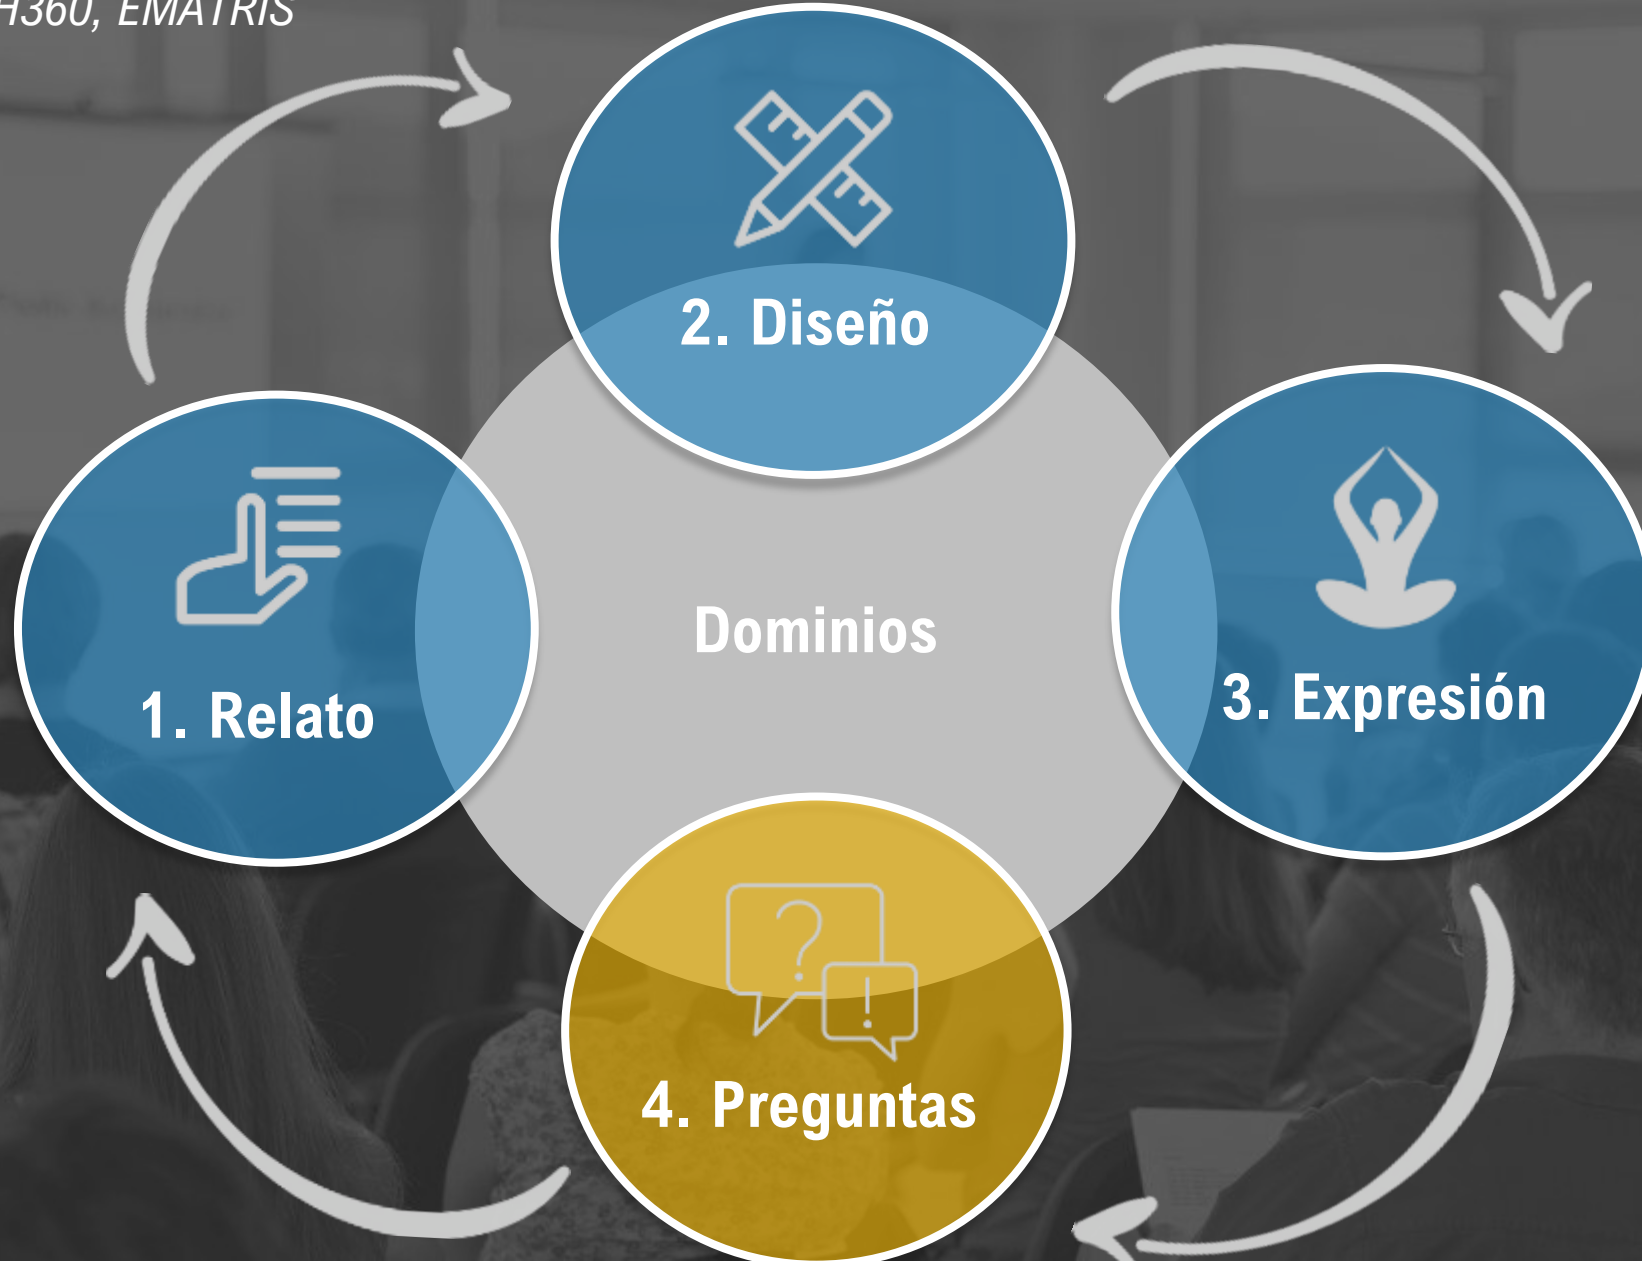 H360, EMATRIS
2. Diseño
Dominios
1. Relato
3. Expresión
4. Preguntas